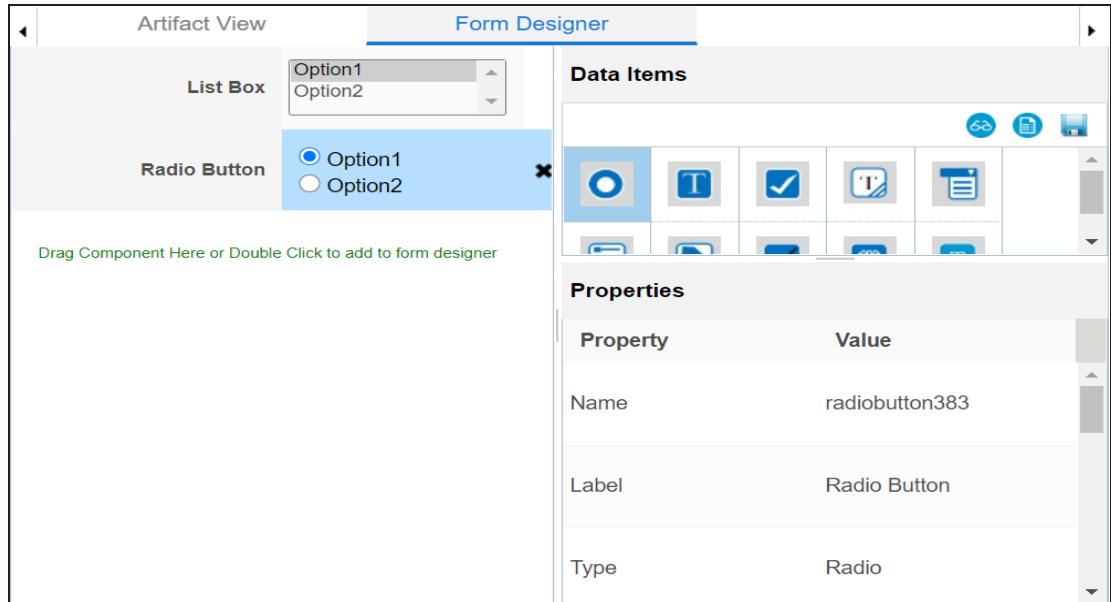 Artifact View
Form Designer
List Box
Option1
Option2
Radio Button
Option1
Option2
Drag Component Here or Double Click to add to form designer
Data Items
T
T
Properties
Property Value
Name radiobutton383
Label Radio Button
Type Radio